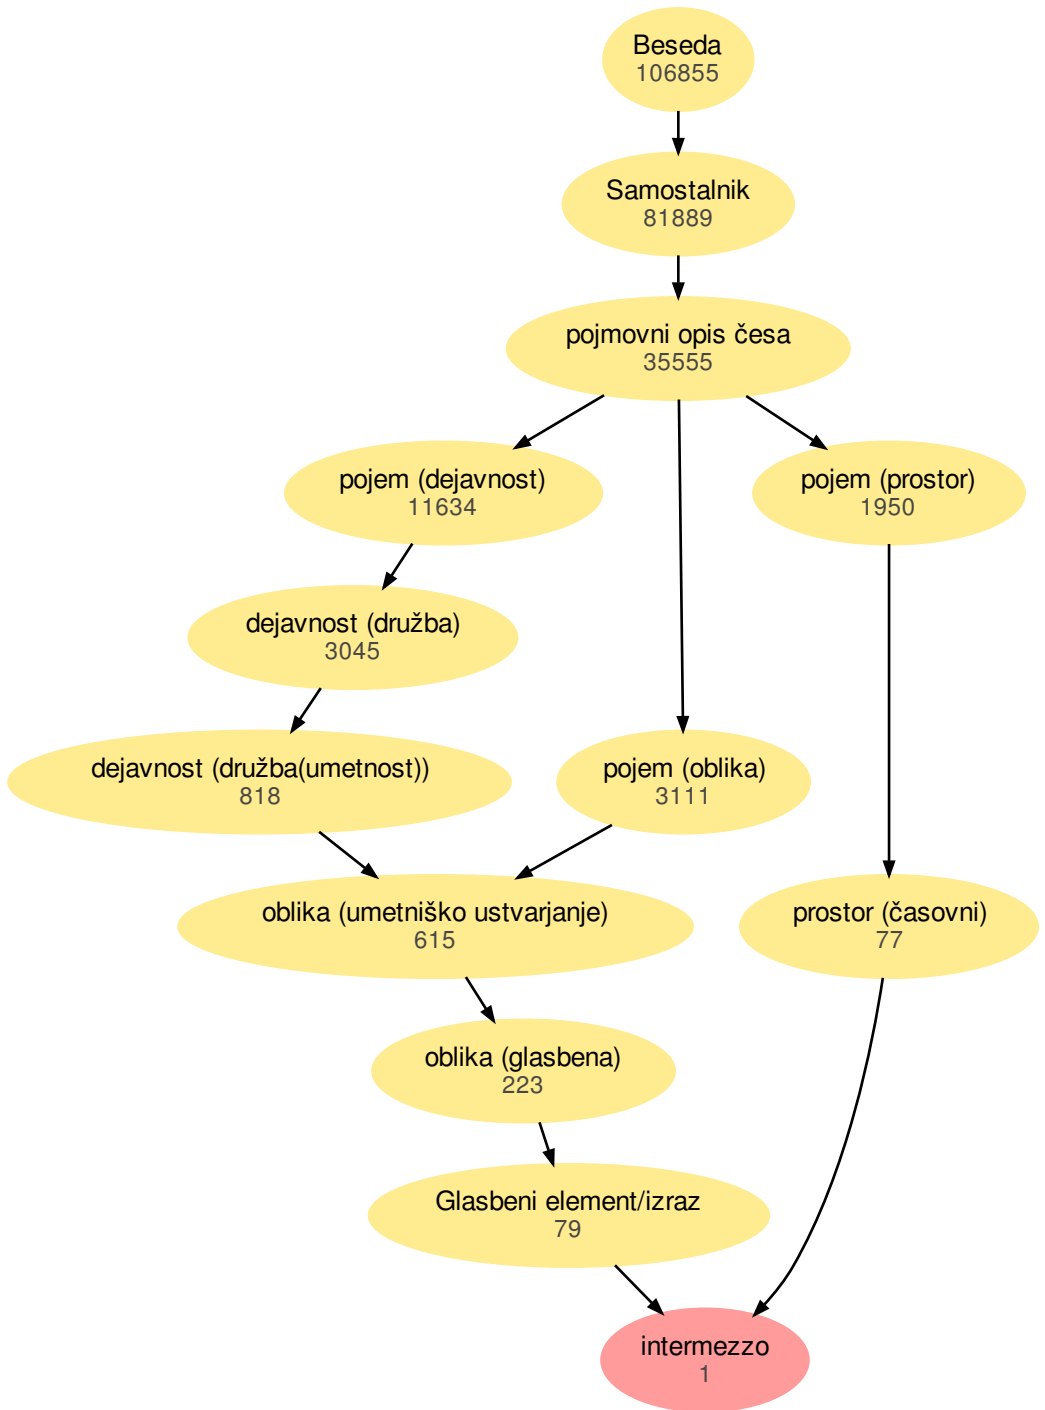 Beseda
106855
Samostalnik
81889
pojmovni opis česa
35555
pojem (dejavnost)
11634
pojem (prostor)
1950
dejavnost (družba)
3045
dejavnost (družba(umetnost))
818
pojem (oblika)
3111
oblika (umetniško ustvarjanje)
615
prostor (časovni)
77
oblika (glasbena)
223
Glasbeni element/izraz
79
intermezzo
1